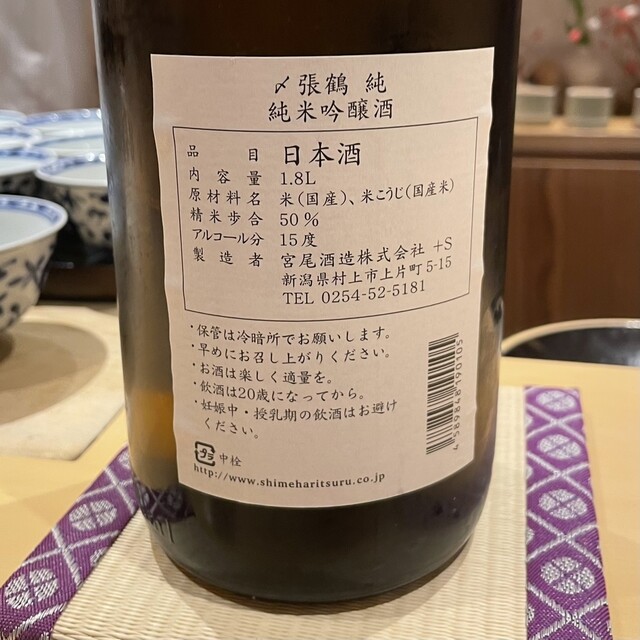 〆張鶴 純
純米吟醸酒
品目 日本酒
内容量 1.8L
原材料名 米(国産)、米こうじ(国産米)
精米歩合 50%
アルコール分 15度
製造者 宮尾酒造株式会社 +S
新潟県村上市上片町5-15
TEL 0254-52-5181
・保管は冷暗所でお願いします。
・早めにお召し上がりください。
・お酒は楽しく適量を。
・飲酒は20歳になってから。
・妊娠中・授乳期の飲酒はお避け
ください。
プラ 中栓
http://www.shimeharitsuru.co.jp
4589848190105